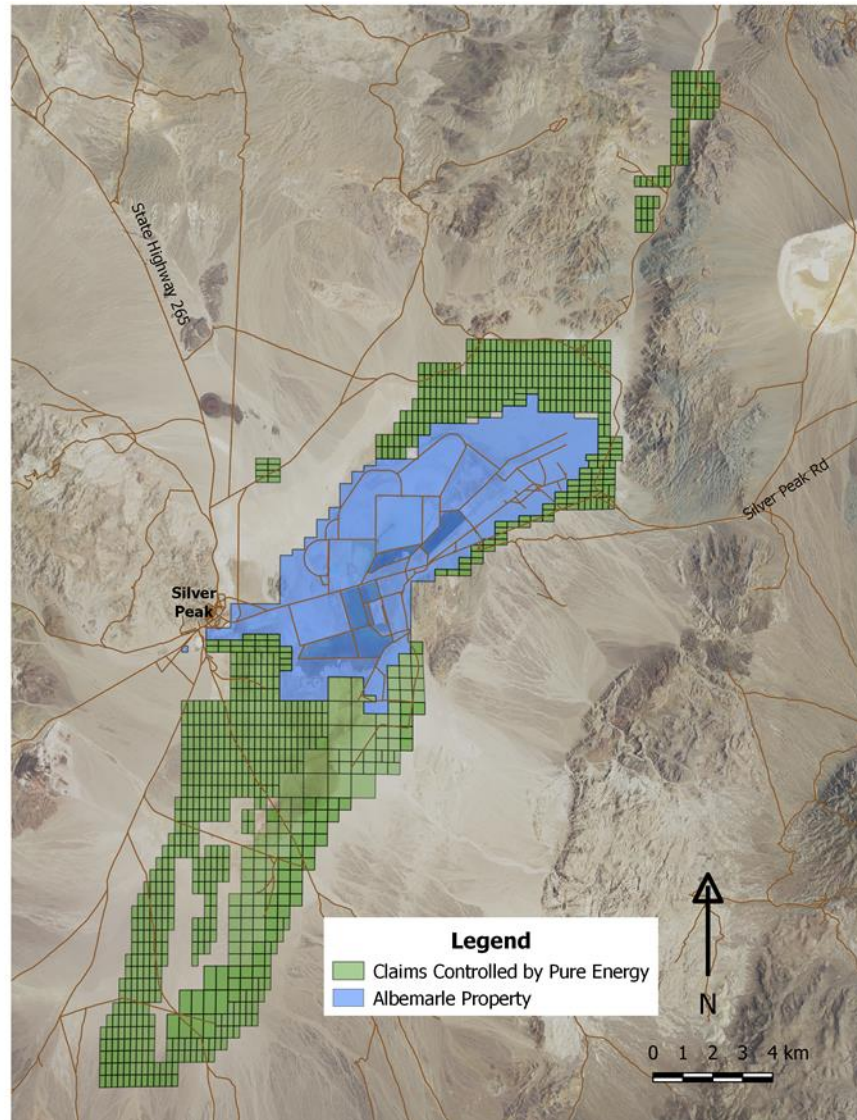 State Highway 265
Silver Peak Rd
Silver
Peak
Legend
Claims Controlled by Pure Energy
Albemarle Property
N
0 1 2 3 4 km